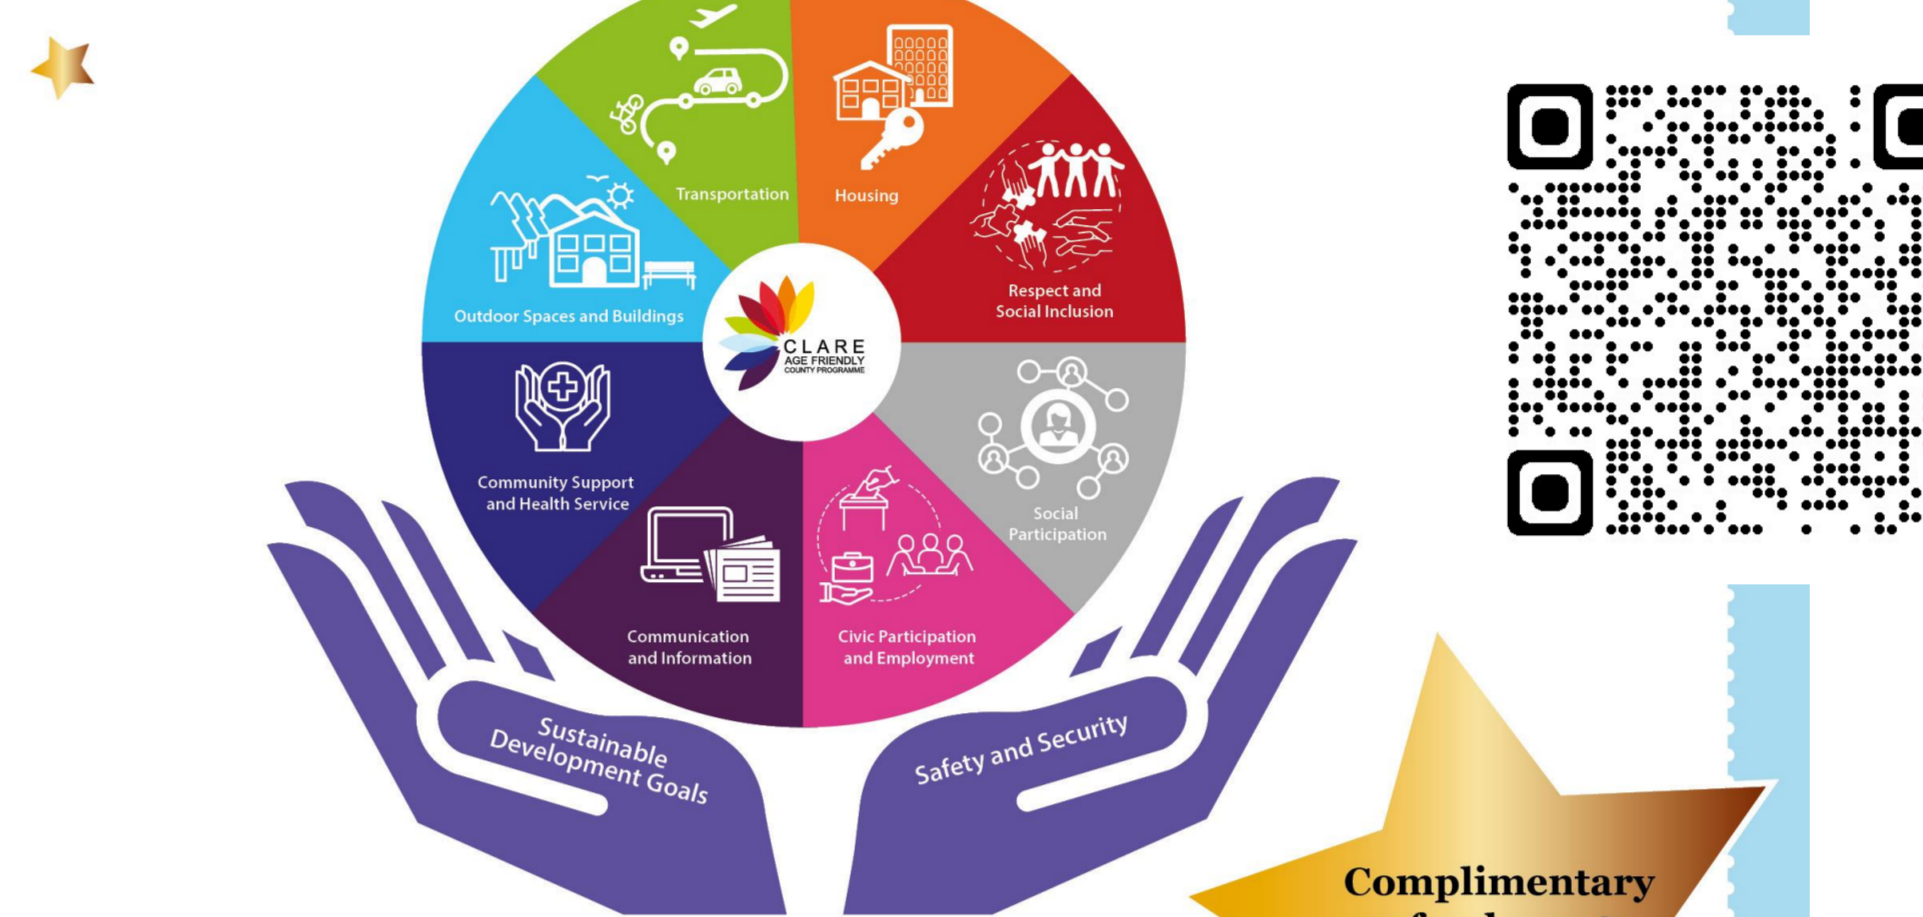 Transportation
Housing
Respect and
Social Inclusion
Outdoor Spaces and Buildings
CLARE
AGE FRIENDLY
COUNTY PROGRAMME
Community Support
and Health Service
Social
Participation
Communication
and Information
Civic Participation
and Employment
Sustainable
Development Goals
Safety and Security
Complimentary